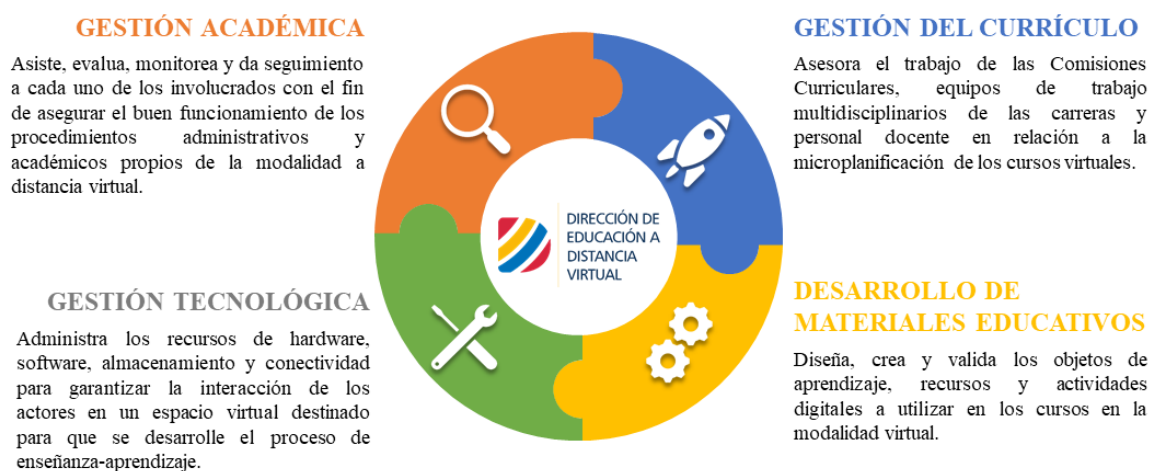 GESTIÓN ACADÉMICA
Asiste, evalua, monitorea y da seguimiento
a cada uno de los involucrados con el fin
de asegurar el buen funcionamiento de los
procedimientos administrativos y
académicos propios de la modalidad a
distancia virtual.
GESTIÓN DEL CURRÍCULO
Asesora el trabajo de las Comisiones
Curriculares, equipos de trabajo
multidisciplinarios de las carreras y
personal docente en relación a la
microplanificación de los cursos virtuales.
DIRECCIÓN DE
EDUCACIÓN A
DISTANCIA
VIRTUAL
GESTIÓN TECNOLÓGICA
Administra los recursos de hardware,
software, almacenamiento y conectividad
para garantizar la interacción de los
actores en un espacio virtual destinado
para que se desarrolle el proceso de
enseñanza-aprendizaje.
DESARROLLO DE
MATERIALES EDUCATIVOS
Diseña, crea y valida los objetos de
aprendizaje, recursos y actividades
digitales a utilizar en los cursos en la
modalidad virtual.